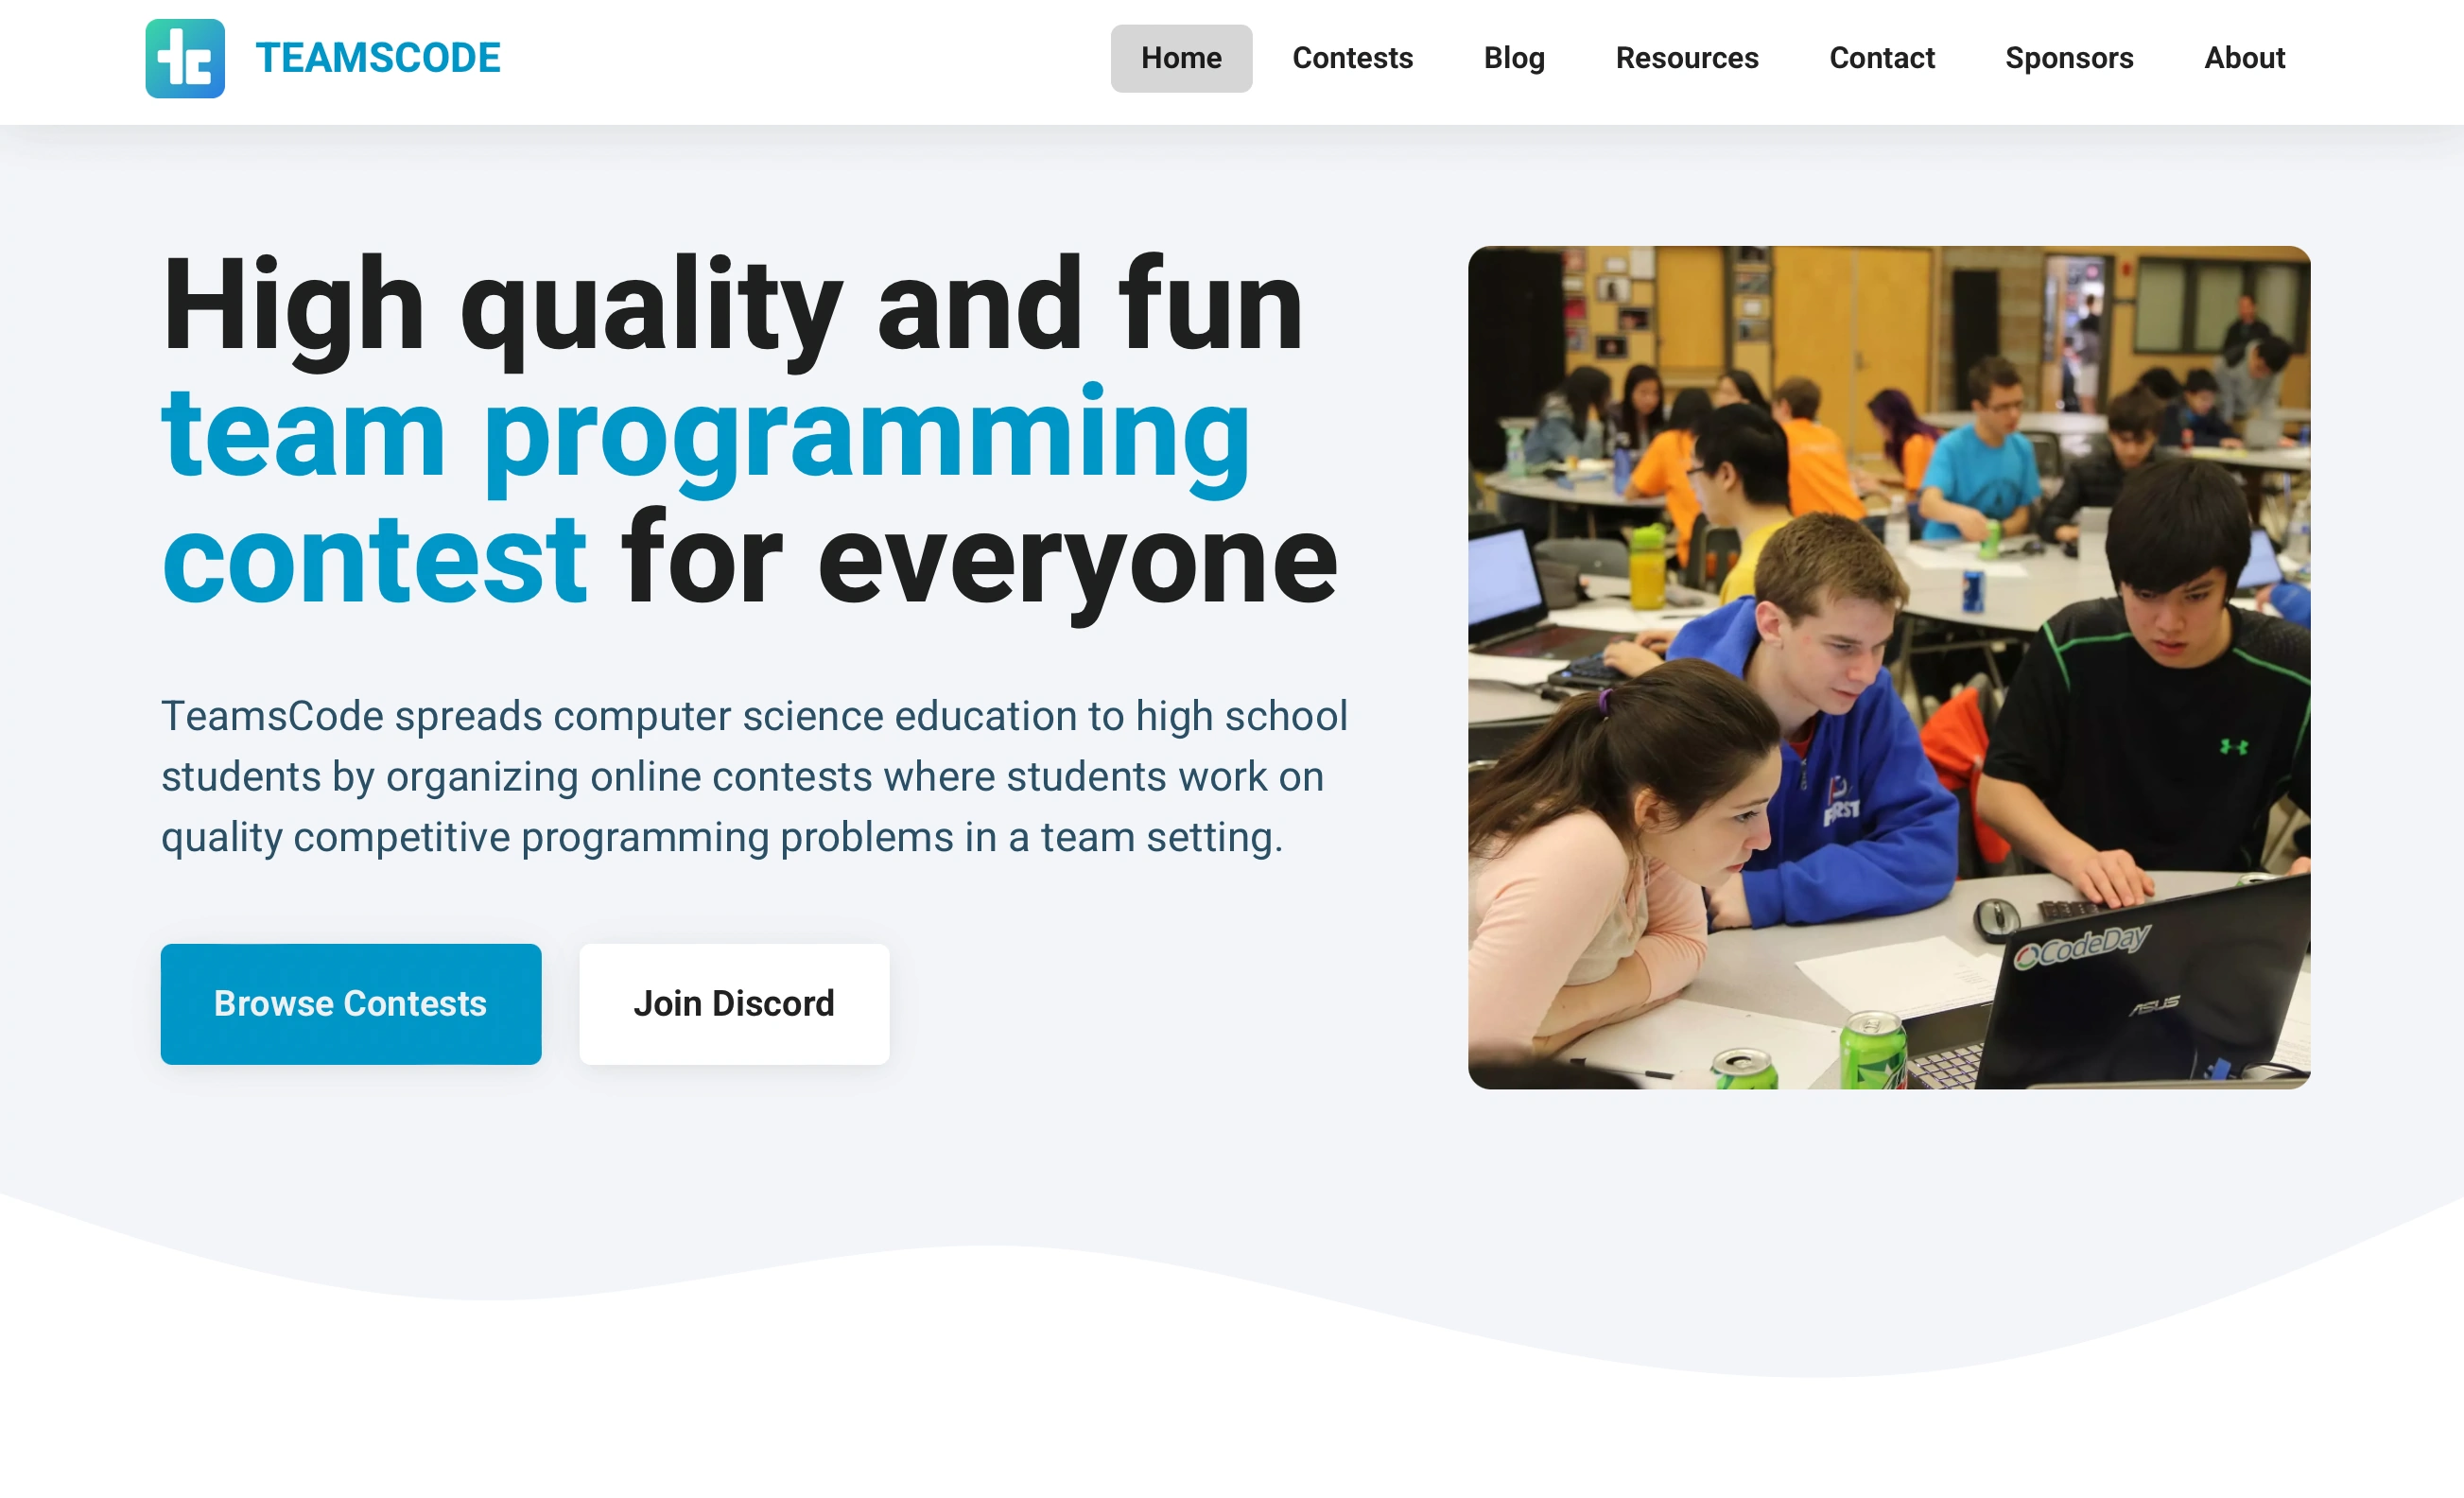 tc TEAMSCODE
Home Contests Blog Resources Contact Sponsors About
High quality and fun
team programming
contest for everyone
TeamsCode spreads computer science education to high school
students by organizing online contests where students work on
quality competitive programming problems in a team setting.
Browse Contests Join Discord
FIRST
CodeDay
ASUS